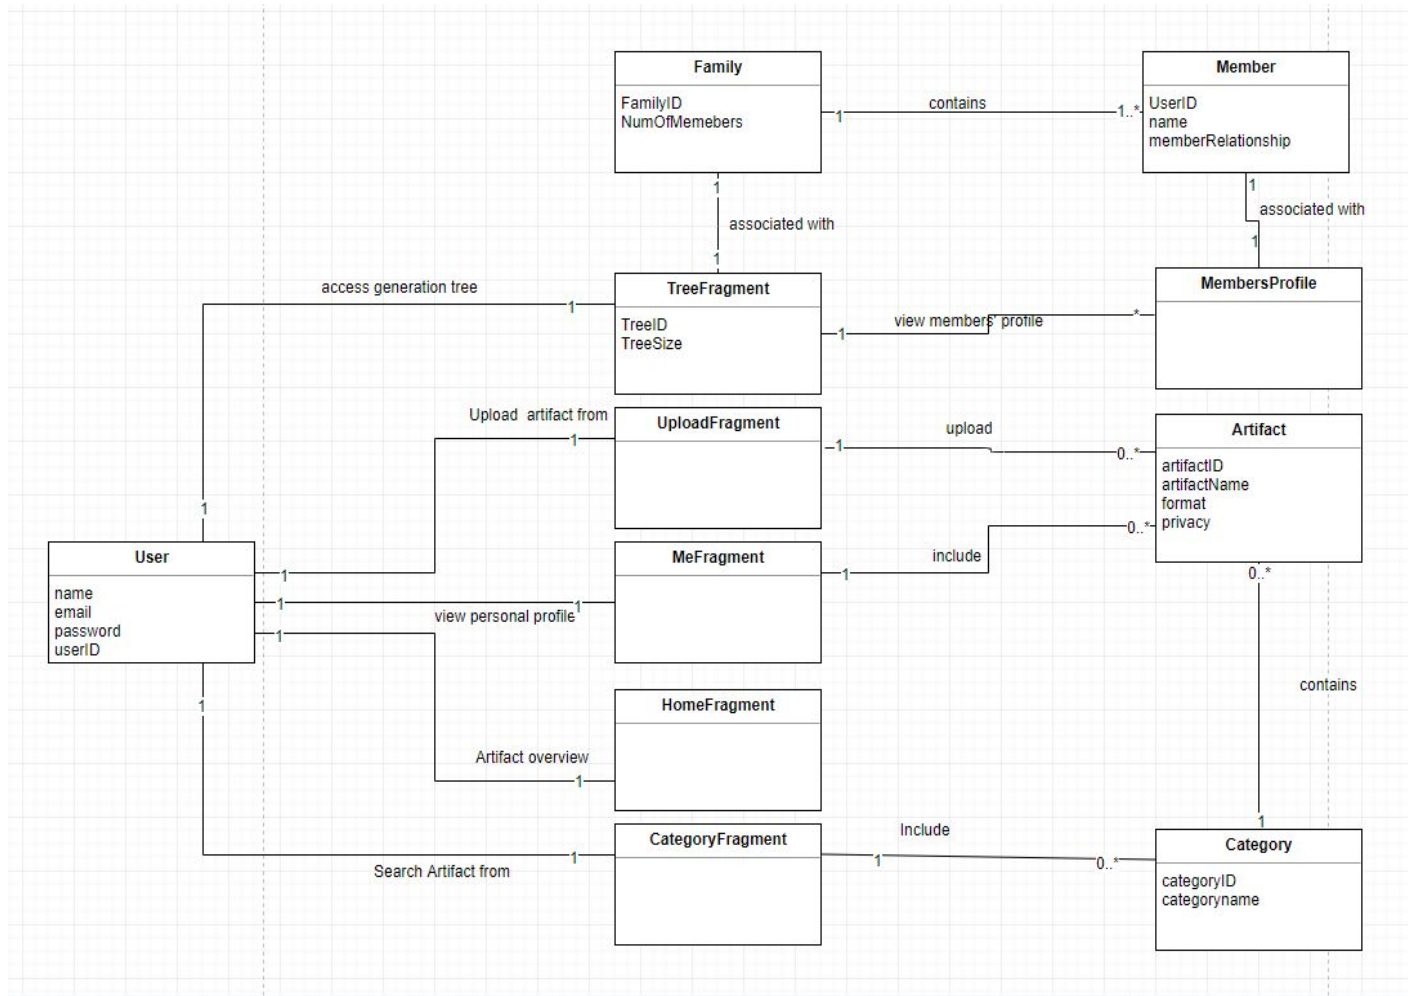 Family
FamilyID
NumOfMemebers
1
contains
1..*
Member
UserID
name
memberRelationship
1
associated with
1
1
associated with
1
access generation tree
1
1
TreeFragment
TreeID
TreeSize
1
view members' profile
*
MembersProfile
Upload artifact from
1
1
UploadFragment
1
upload
0..*
Artifact
artifactID
artifactName
format
privacy
User
name
email
password
userID
1
view personal profile
1
MeFragment
1
include
0..*
0..*
contains
1
1
Artifact overview
1
HomeFragment
1
Search Artifact from
1
CategoryFragment
1
Include
0..*
Category
categoryID
categoryname